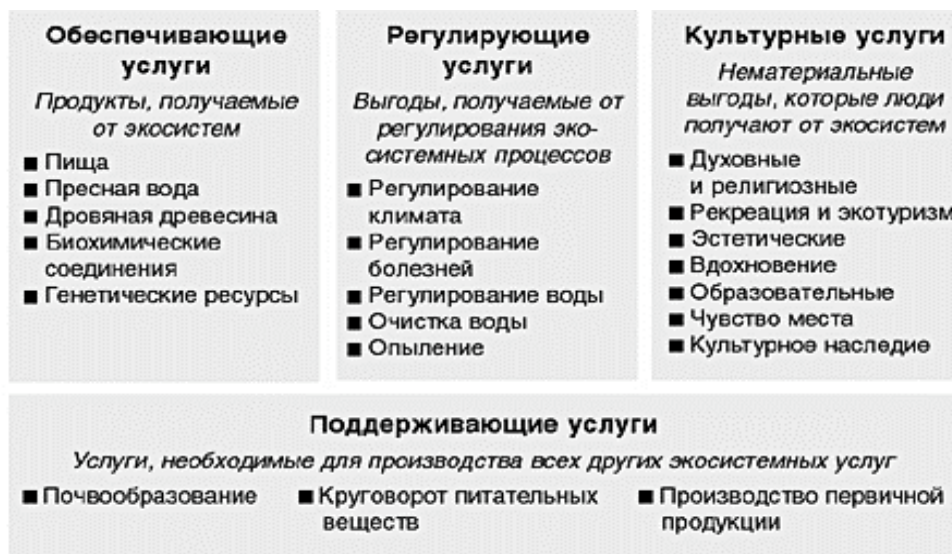 Обеспечивающие
услуги
Продукты, получаемые
от экосистем
■ Пища
■ Пресная вода
■ Дровяная древесина
■ Биохимические
соединения
■ Генетические ресурсы
Регулирующие
услуги
Выгоды, получаемые от
регулирования эко-
системных процессов
■ Регулирование
климата
■ Регулирование
болезней
■ Регулирование воды
■ Очистка воды
■ Опыление
Культурные услуги
Нематериальные
выгоды, которые люди
получают от экосистем
■ Духовные
и религиозные
■ Рекреация и экотуризм
■ Эстетические
■ Вдохновение
■ Образовательные
■ Чувство места
■ Культурное наследие
Поддерживающие услуги
Услуги, необходимые для производства всех других экосистемных услуг
■ Почвообразование
■ Круговорот питательных
веществ
■ Производство первичной
продукции